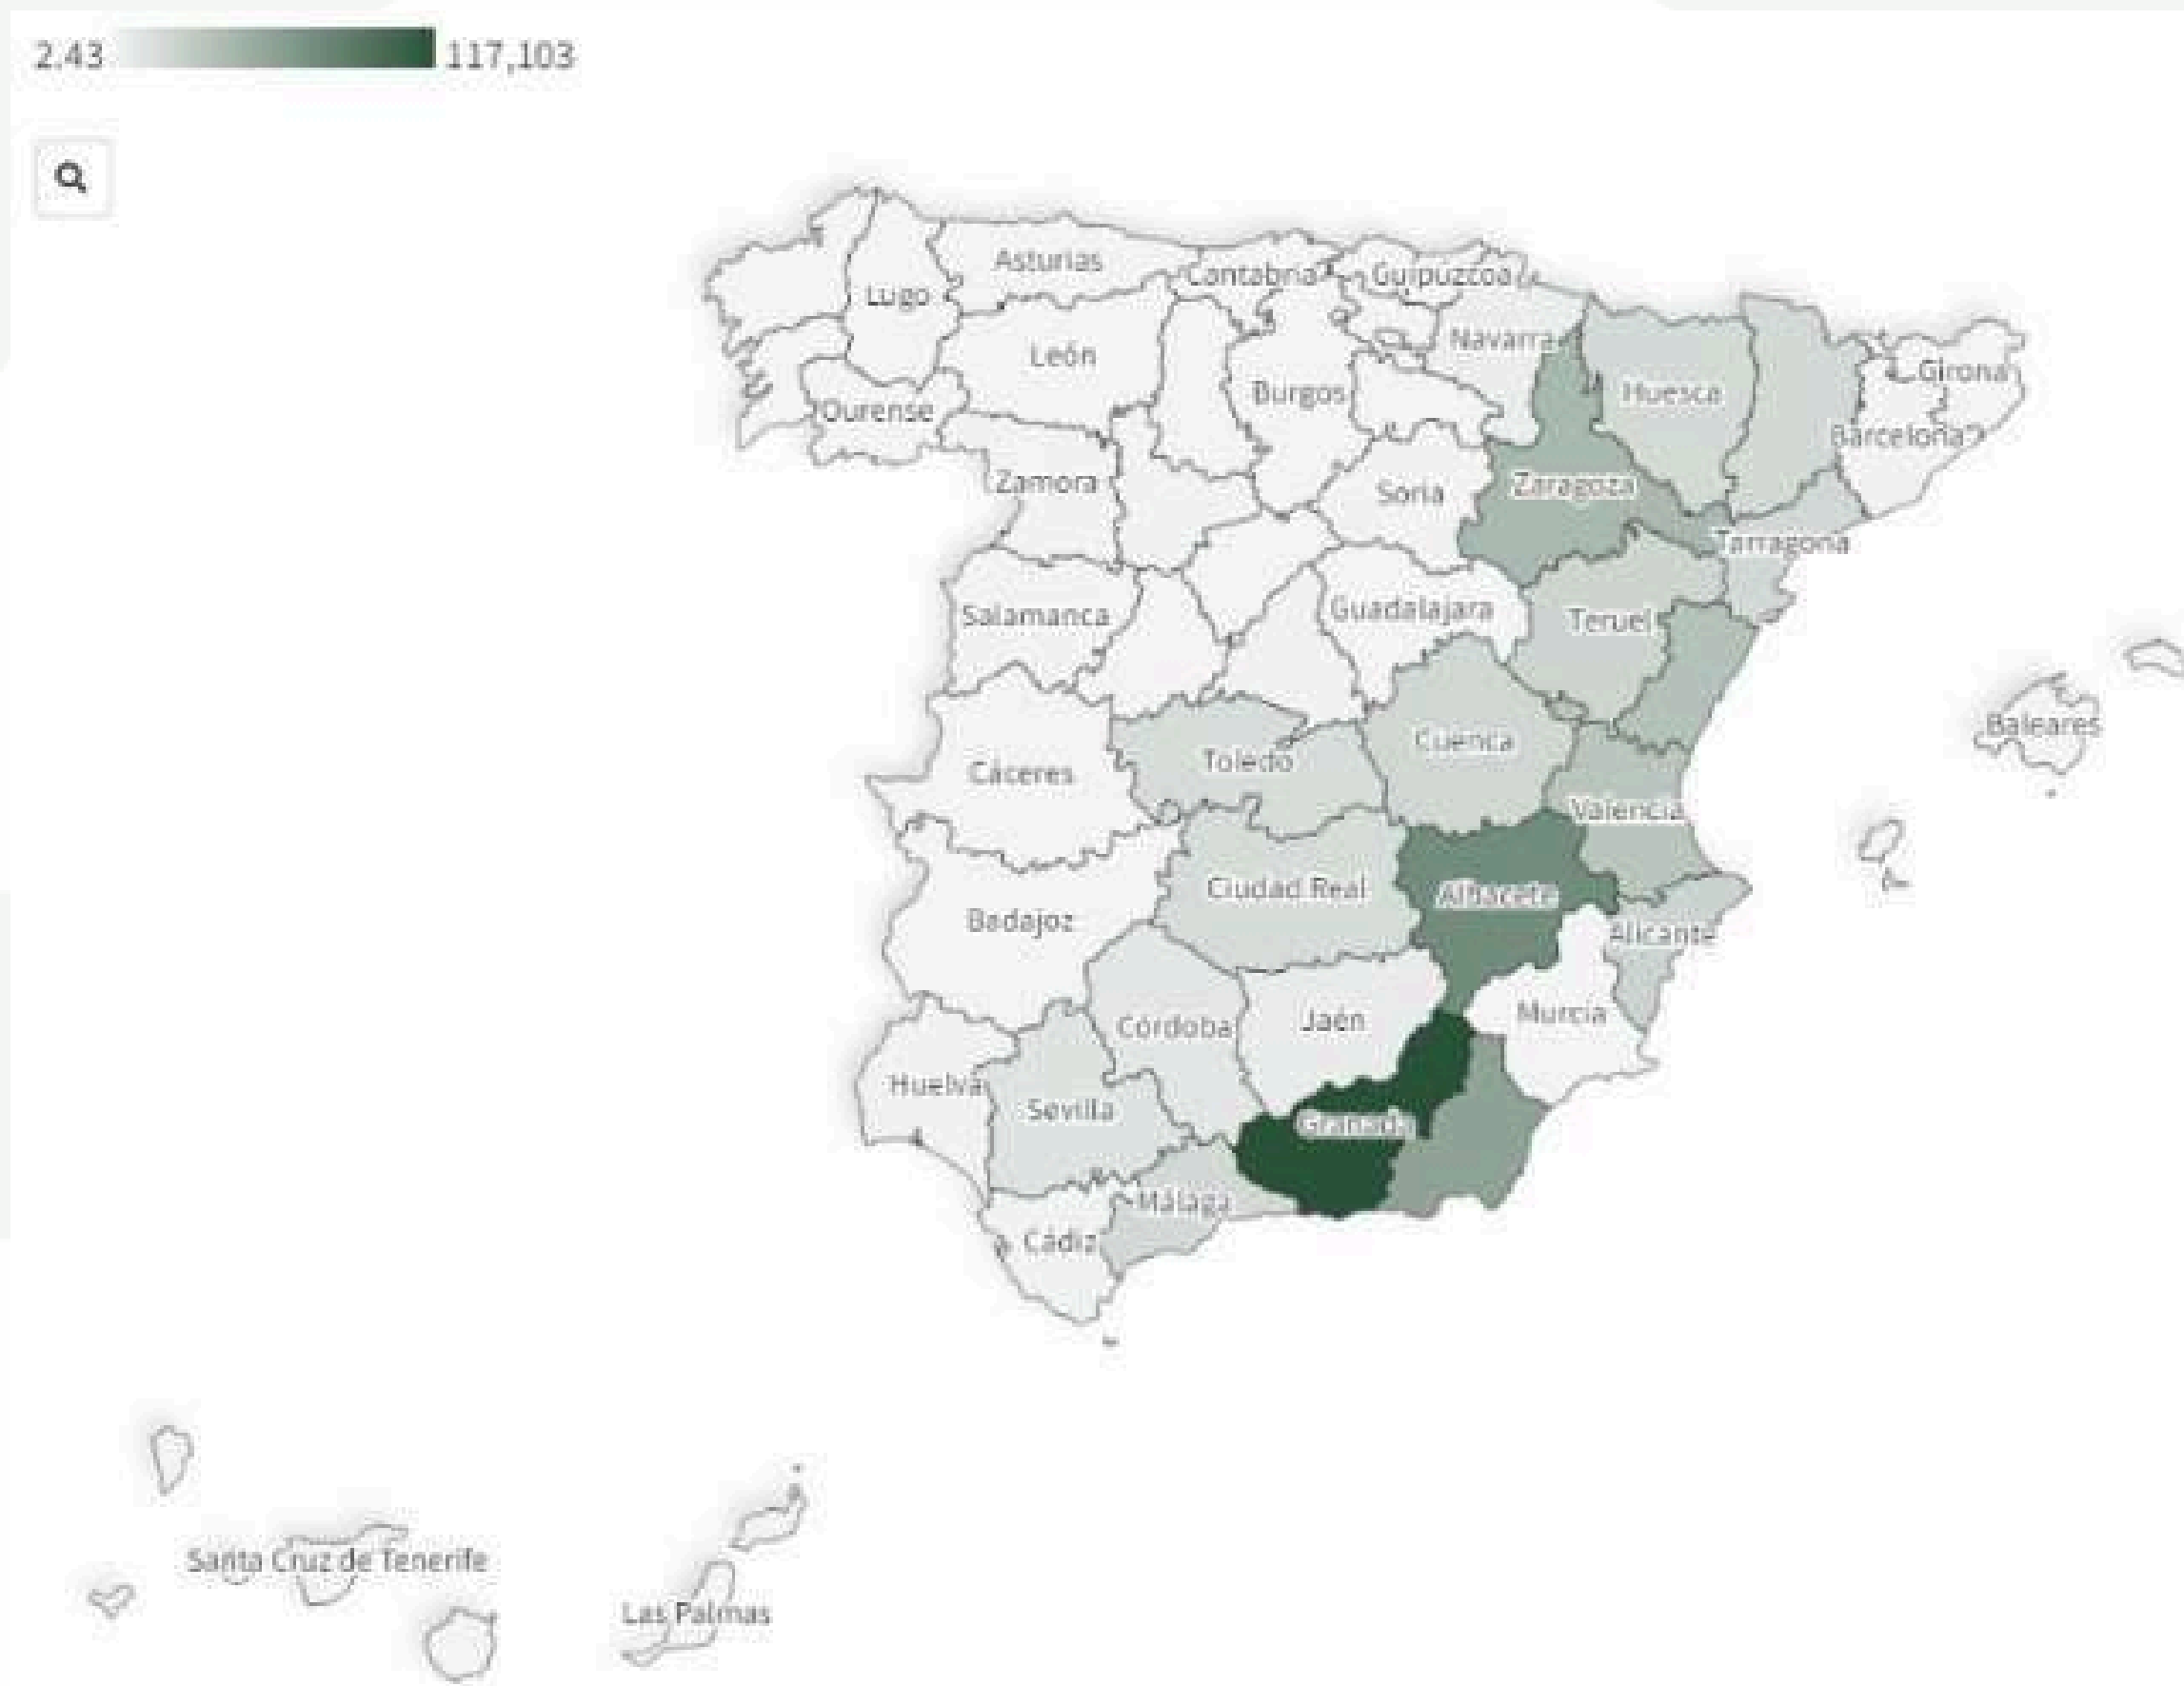 2.43 117,103
Asturias
Cantabria
Guipúzcoa
Lugo
Navarra
León
Girona
Burgos
Huesca
Ourense
Barcelona
Zamora
Zaragoza
Soria
Tarragona
Guadalajara
Salamanca
Teruel
Baleares
Cuenca
Toledo
Cáceres
Valencia
Ciudad Real
Albacete
Badajoz
Alicante
Murcia
Jaén
Córdoba
Huelva
Sevilla
Granada
Málaga
Cádiz
Santa Cruz de Tenerife
Las Palmas